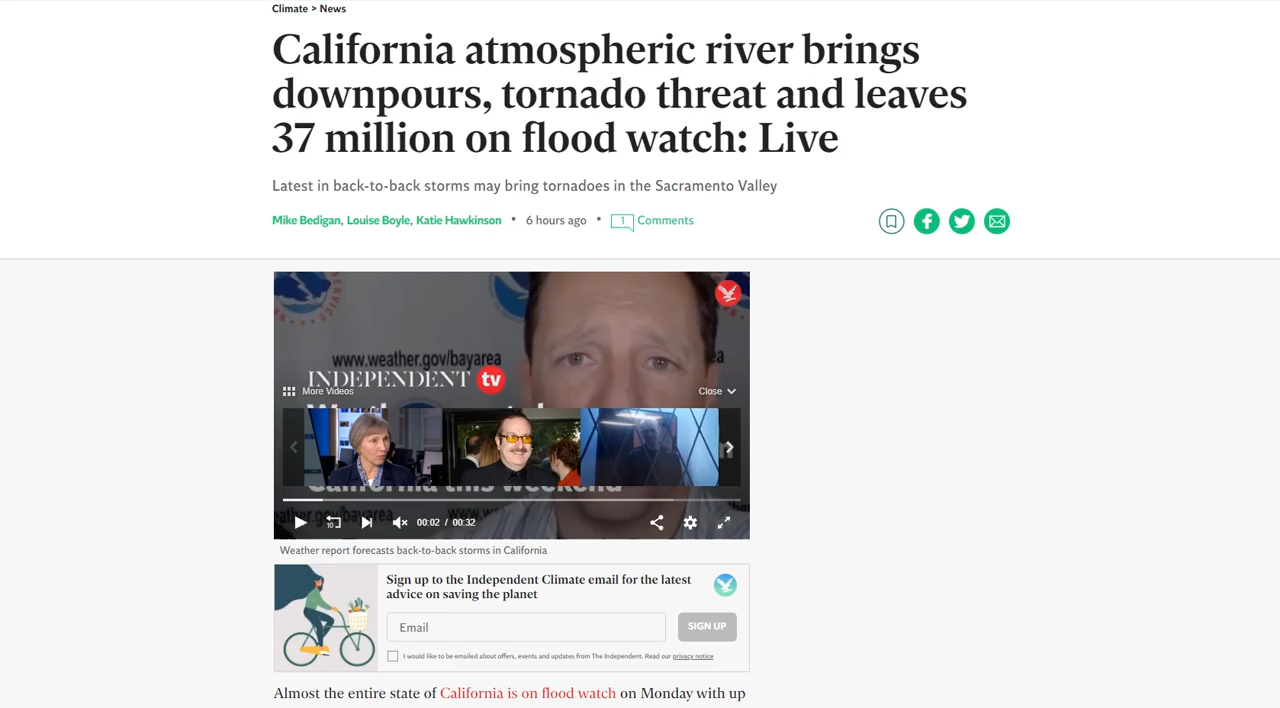 Climate > News
California atmospheric river brings
downpours, tornado threat and leaves
37 million on flood watch: Live
Latest in back-to-back storms may bring tornadoes in the Sacramento Valley
Mike Bedigan, Louise Boyle, Katie Hawkinson • 6 hours ago • 1 Comments
www.weather.gov/bayarea
INDEPENDENT tv
More Videos
Close
California this weekend
00:02 / 00:32
Weather report forecasts back-to-back storms in California
Sign up to the Independent Climate email for the latest
advice on saving the planet
Email
SIGN UP
I would like to be emailed about offers, events and updates from The Independent. Read our privacy notice
Almost the entire state of California is on flood watch on Monday with up